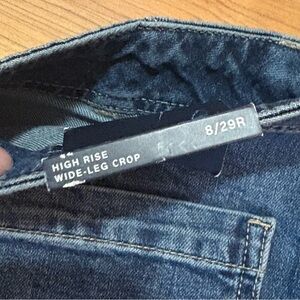 8/29R
HIGH RISE
WIDE-LEG CROP